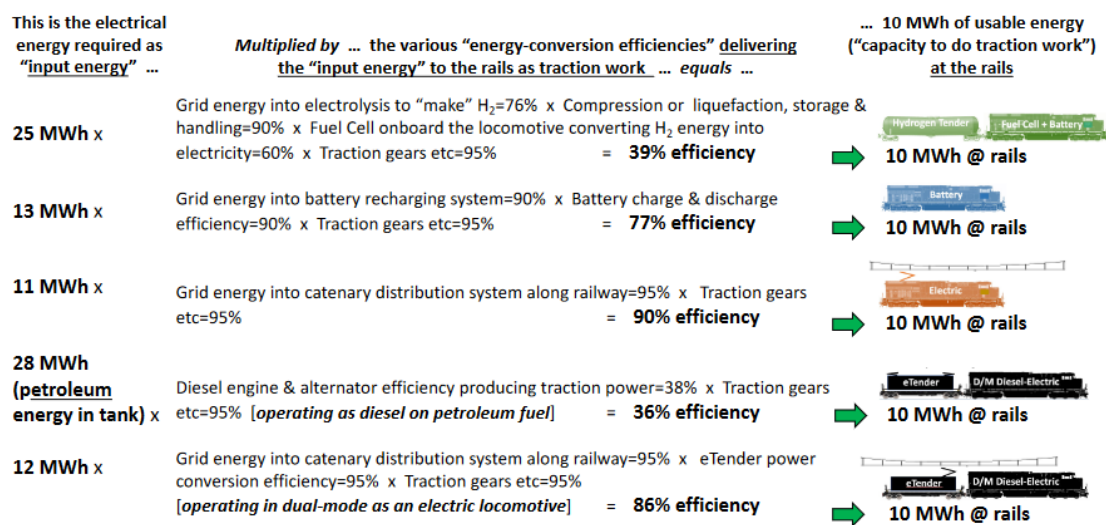 This is the electrical
energy required as
“input energy” …
Multiplied by … the various “energy-conversion efficiencies” delivering
the “input energy” to the rails as traction work … equals …
… 10 MWh of usable energy
(“capacity to do traction work”)
at the rails
25 MWh x
Grid energy into electrolysis to “make” H2=76% x Compression or liquefaction, storage &
handling=90% x Fuel Cell onboard the locomotive converting H2 energy into
electricity=60% x Traction gears etc=95% = 39% efficiency
Hydrogen Tender
Fuel Cell + Battery
10 MWh @ rails
13 MWh x
Grid energy into battery recharging system=90% x Battery charge & discharge
efficiency=90% x Traction gears etc=95% = 77% efficiency
Battery
10 MWh @ rails
11 MWh x
Grid energy into catenary distribution system along railway=95% x Traction gears
etc=95% = 90% efficiency
Electric
10 MWh @ rails
28 MWh
(petroleum
energy in tank) x
Diesel engine & alternator efficiency producing traction power=38% x Traction gears
etc=95% [operating as diesel on petroleum fuel] = 36% efficiency
eTender
D/M Diesel-Electric
10 MWh @ rails
12 MWh x
Grid energy into catenary distribution system along railway=95% x eTender power
conversion efficiency=95% x Traction gears etc=95%
[operating in dual-mode as an electric locomotive] = 86% efficiency
eTender
D/M Diesel-Electric
10 MWh @ rails